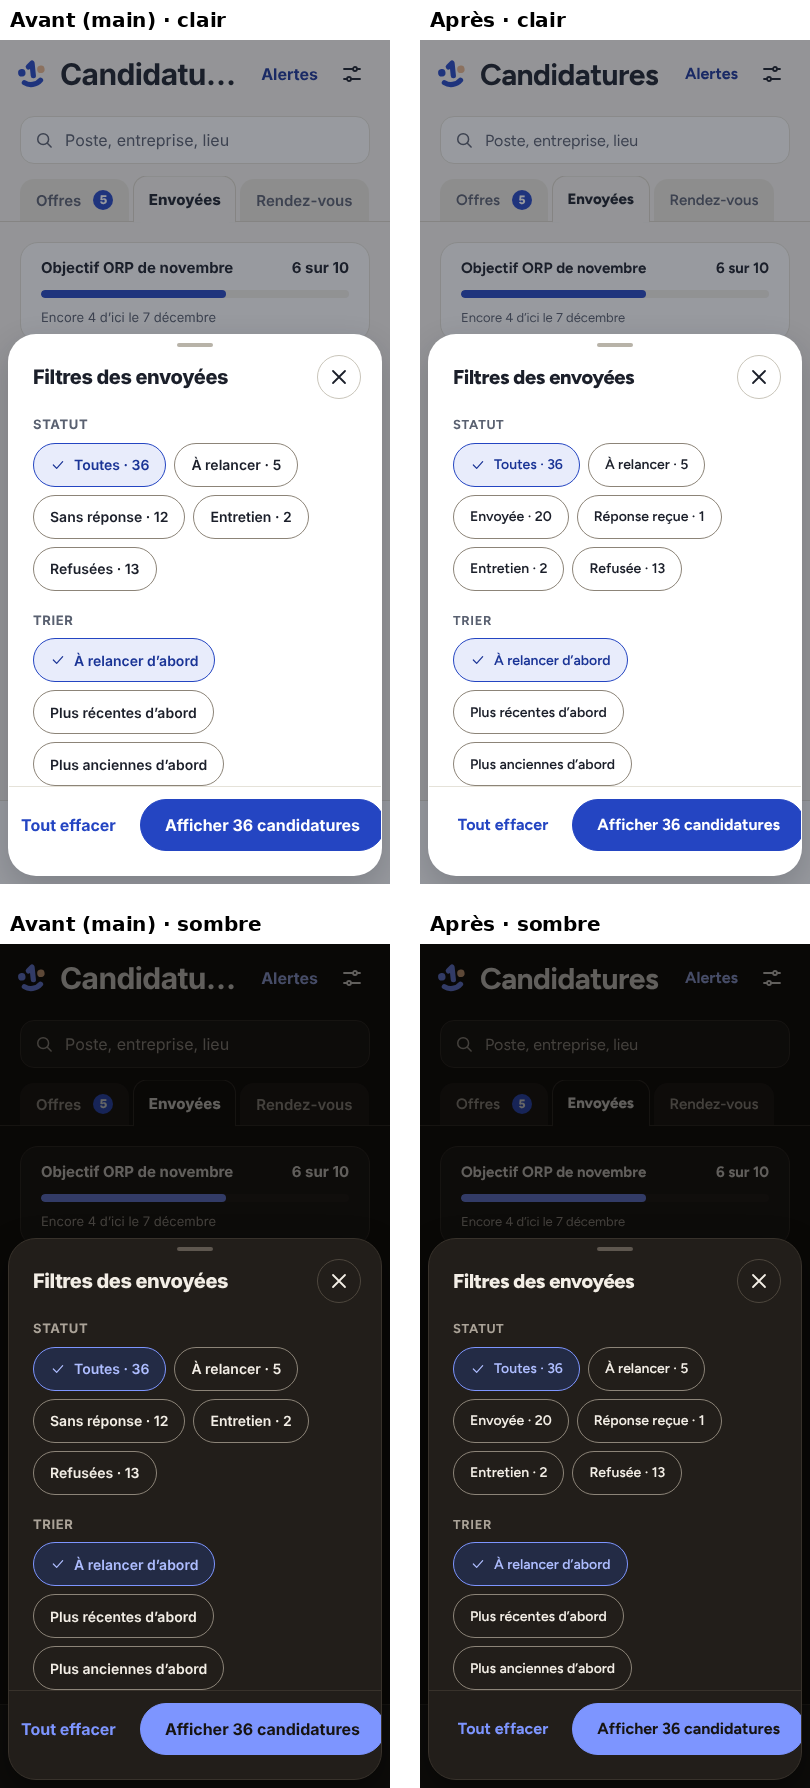 Avant (main) · clair
Candidatu... Alertes
Poste, entreprise, lieu
Offres 5 Envoyées Rendez-vous
Objectif ORP de novembre 6 sur 10
Encore 4 d'ici le 7 décembre
Filtres des envoyées
STATUT
Toutes · 36 À relancer · 5
Sans réponse · 12 Entretien · 2
Refusées · 13
TRIER
À relancer d'abord
Plus récentes d'abord
Plus anciennes d'abord
Tout effacer Afficher 36 candidatures
Après · clair
Candidatures Alertes
Poste, entreprise, lieu
Offres 5 Envoyées Rendez-vous
Objectif ORP de novembre 6 sur 10
Encore 4 d'ici le 7 décembre
Filtres des envoyées
STATUT
Toutes · 36 À relancer · 5
Envoyée · 20 Réponse reçue · 1
Entretien · 2 Refusée · 13
TRIER
À relancer d'abord
Plus récentes d'abord
Plus anciennes d'abord
Tout effacer Afficher 36 candidatures
Avant (main) · sombre
Candidatu... Alertes
Poste, entreprise, lieu
Offres 5 Envoyées Rendez-vous
Objectif ORP de novembre 6 sur 10
Encore 4 d'ici le 7 décembre
Filtres des envoyées
STATUT
Toutes · 36 À relancer · 5
Sans réponse · 12 Entretien · 2
Refusées · 13
TRIER
À relancer d'abord
Plus récentes d'abord
Plus anciennes d'abord
Tout effacer Afficher 36 candidatures
Après · sombre
Candidatures Alertes
Poste, entreprise, lieu
Offres 5 Envoyées Rendez-vous
Objectif ORP de novembre 6 sur 10
Encore 4 d'ici le 7 décembre
Filtres des envoyées
STATUT
Toutes · 36 À relancer · 5
Envoyée · 20 Réponse reçue · 1
Entretien · 2 Refusée · 13
TRIER
À relancer d'abord
Plus récentes d'abord
Plus anciennes d'abord
Tout effacer Afficher 36 candidatures